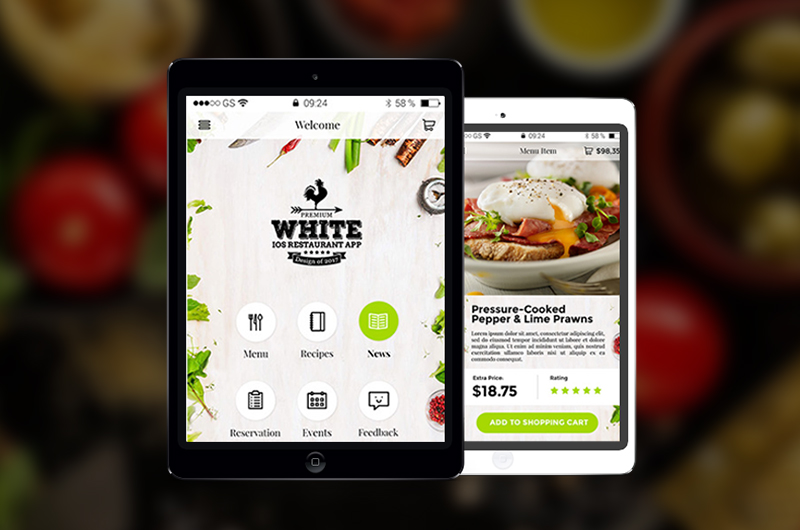 GS 09:24 58 %
Welcome
PREMIUM
WHITE
IOS RESTAURANT APP
Design of 2017
Menu Recipes News
Reservation Events Feedback
GS 09:24 58 %
Menu Item $98.35
Pressure-Cooked
Pepper & Lime Prawns
Lorem ipsum dolor sit amet, consectetur adipiscing elit,
sed do eiusmod tempor incididunt ut labore et dolore
magna aliqua. Ut enim ad minim veniam, quis nostrud
exercitation ullamco laboris nisi ut aliquip ex ea
commodo consequat.
Extra Price: Rating
$18.75
ADD TO SHOPPING CART